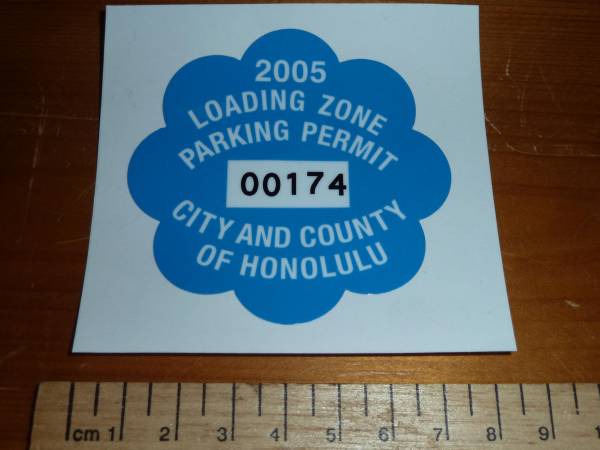 2005
LOADING ZONE
PARKING PERMIT
00174
CITY AND COUNTY
OF HONOLULU
cm 1 2 3 4 5 6 7 8 9